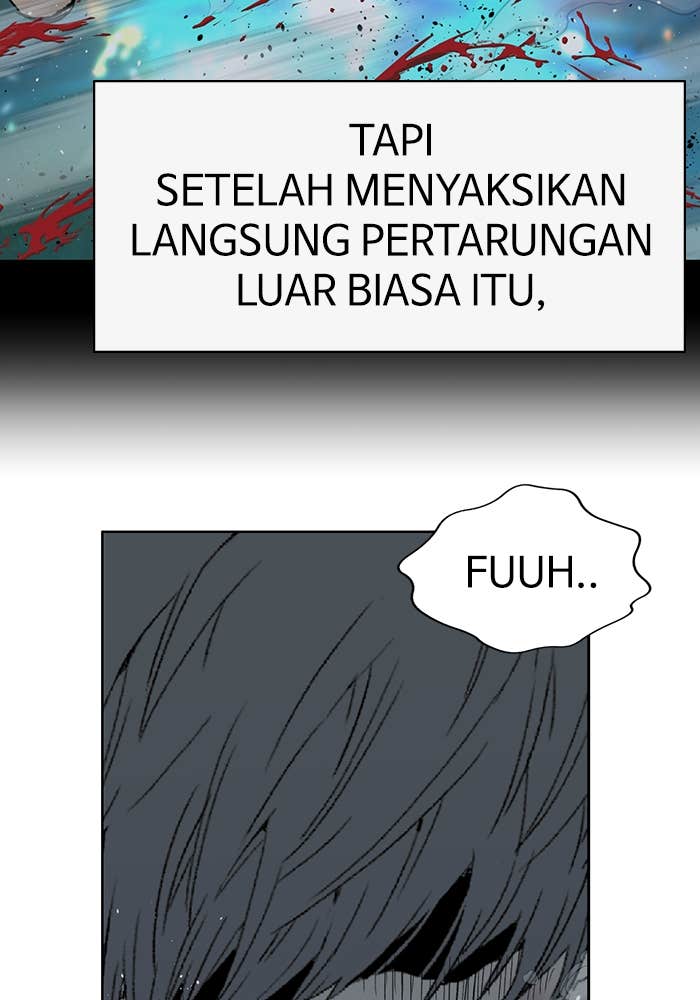 TAPI
SETELAH MENYAKSIKAN
LANGSUNG PERTARUNGAN
LUAR BIASA ITU,
FUUH..